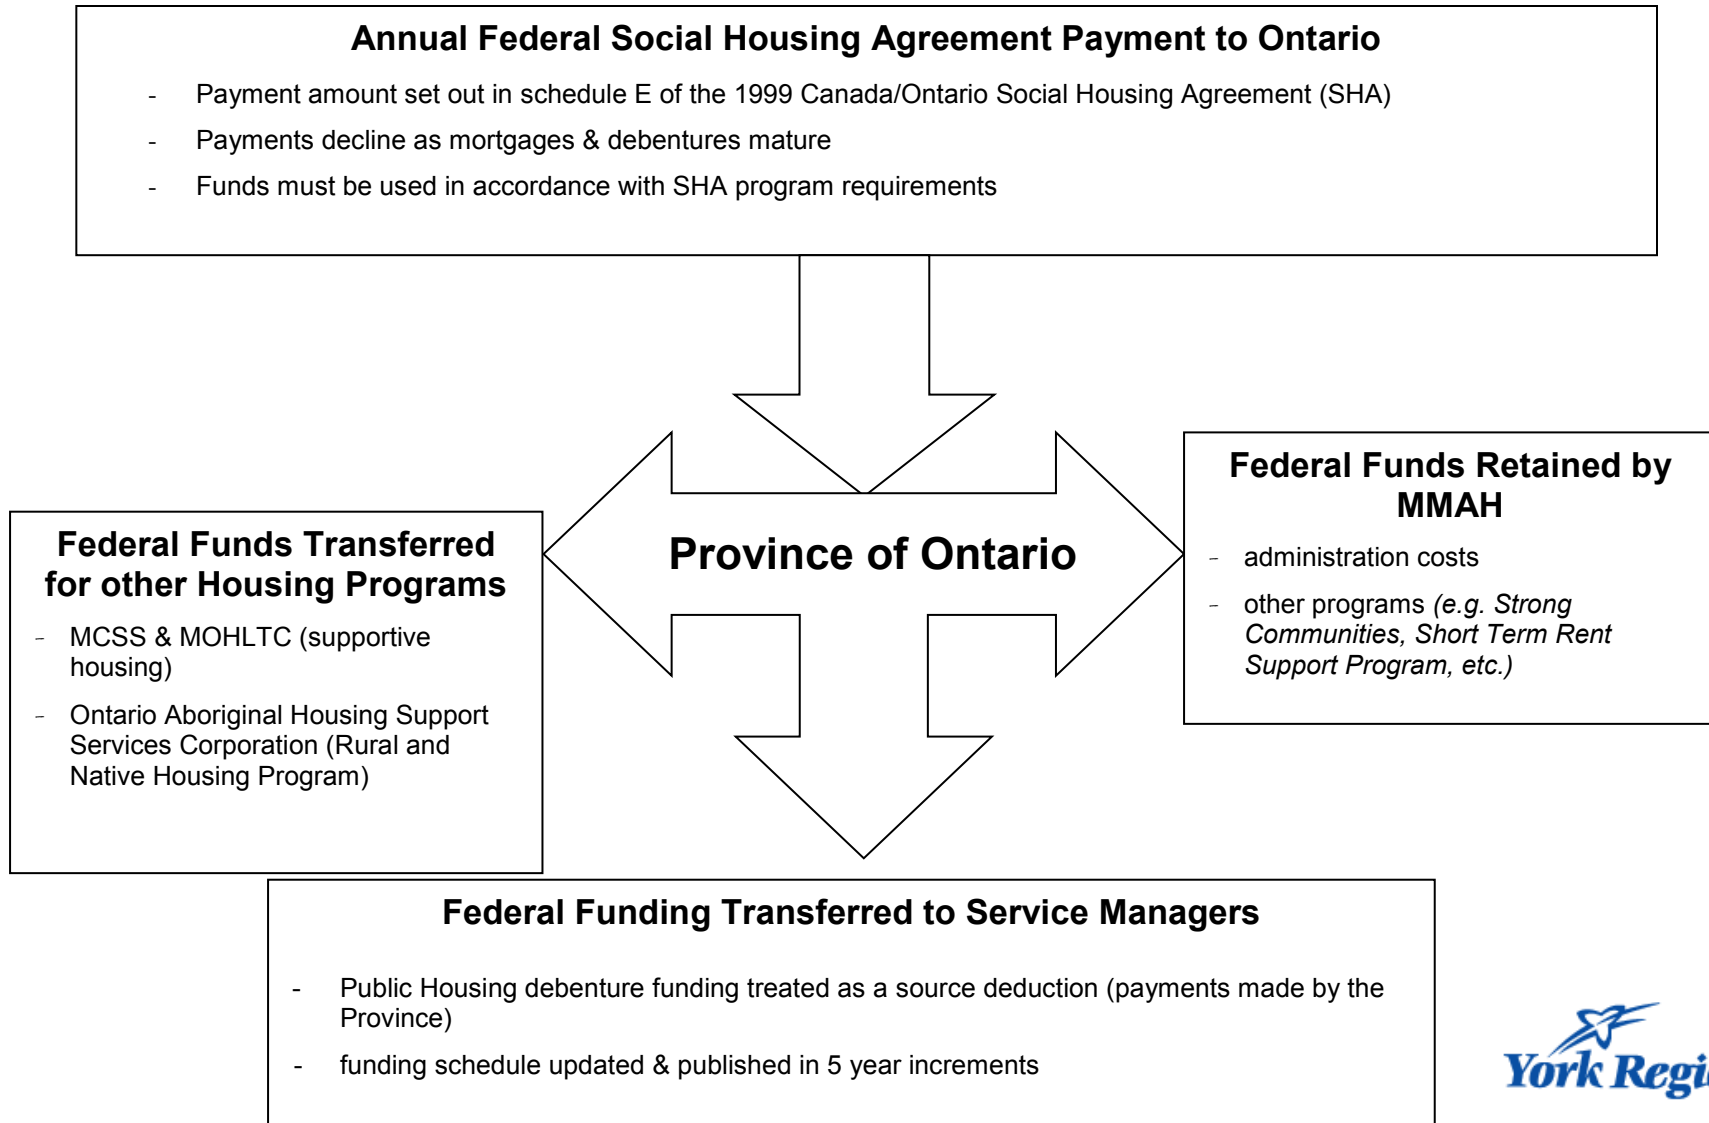 Annual Federal Social Housing Agreement Payment to Ontario
- Payment amount set out in schedule E of the 1999 Canada/Ontario Social Housing Agreement (SHA)
- Payments decline as mortgages & debentures mature
- Funds must be used in accordance with SHA program requirements
Province of Ontario
Federal Funds Transferred
for other Housing Programs
- MCSS & MOHLTC (supportive
housing)
- Ontario Aboriginal Housing Support
Services Corporation (Rural and
Native Housing Program)
Federal Funds Retained by
MMAH
- administration costs
- other programs (e.g. Strong
Communities, Short Term Rent
Support Program, etc.)
Federal Funding Transferred to Service Managers
- Public Housing debenture funding treated as a source deduction (payments made by the
Province)
- funding schedule updated & published in 5 year increments
York